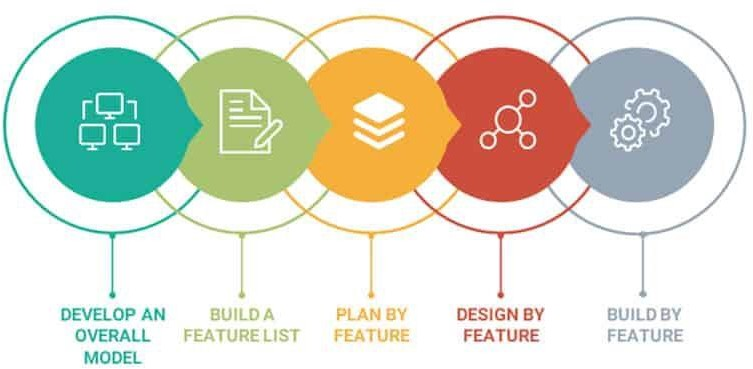 DEVELOP AN
OVERALL
MODEL
BUILD A
FEATURE LIST
PLAN BY
FEATURE
DESIGN BY
FEATURE
BUILD BY
FEATURE